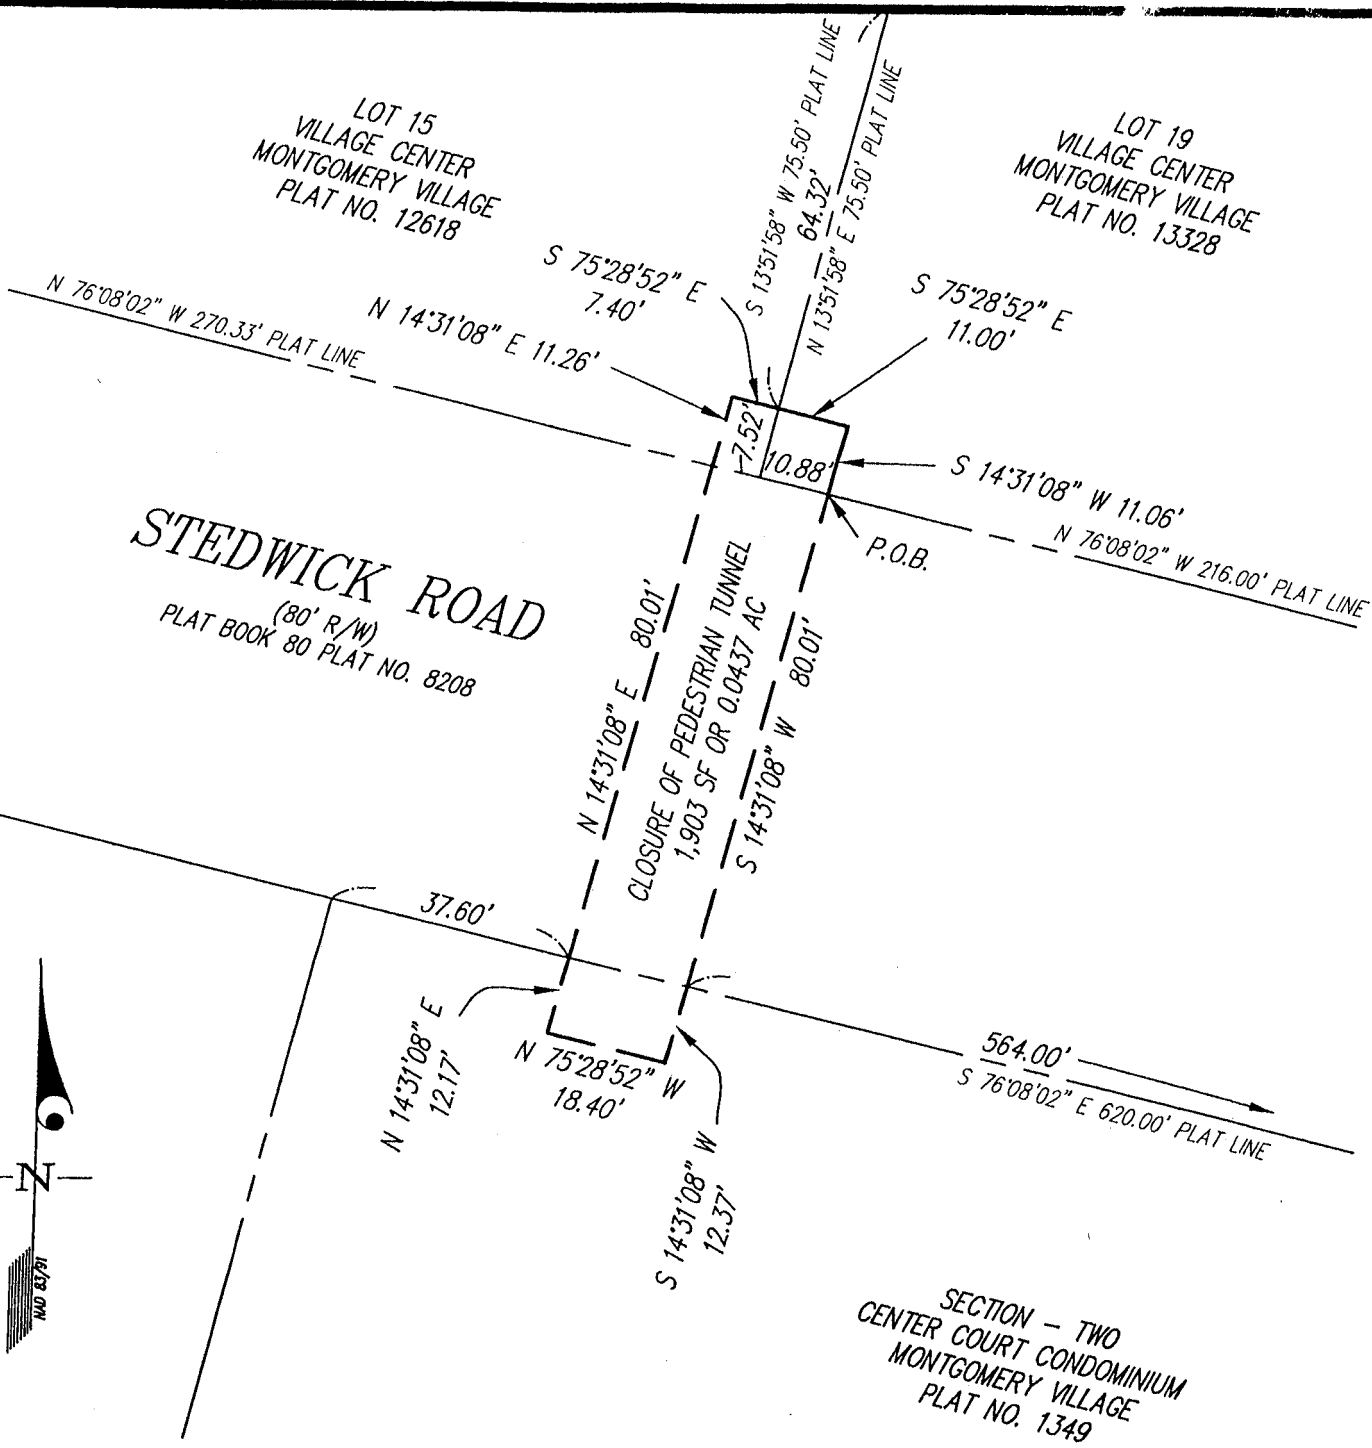 LOT 15
VILLAGE CENTER
MONTGOMERY VILLAGE
PLAT NO. 12618
S 13°51'58" W 75.50' PLAT LINE
64.32'
N 13°51'58" E 75.50' PLAT LINE
LOT 19
VILLAGE CENTER
MONTGOMERY VILLAGE
PLAT NO. 13328
N 76°08'02" W 270.33' PLAT LINE
N 14°31'08" E 11.26'
S 75°28'52" E
7.40'
S 75°28'52" E
11.00'
7.52'
10.88'
S 14°31'08" W 11.06'
P.O.B.
N 76°08'02" W 216.00' PLAT LINE
STEDWICK ROAD
(80' R/W)
PLAT BOOK 80 PLAT NO. 8208
N 14°31'08" E 80.01'
CLOSURE OF PEDESTRIAN TUNNEL
1,903 SF OR 0.0437 AC
S 14°31'08" W 80.01'
37.60'
N 14°31'08" E
12.17'
N 75°28'52" W
18.40'
S 14°31'08" W
12.37'
564.00'
S 76°08'02" E 620.00' PLAT LINE
N
NAD 83/91
SECTION - TWO
CENTER COURT CONDOMINIUM
MONTGOMERY VILLAGE
PLAT NO. 1349